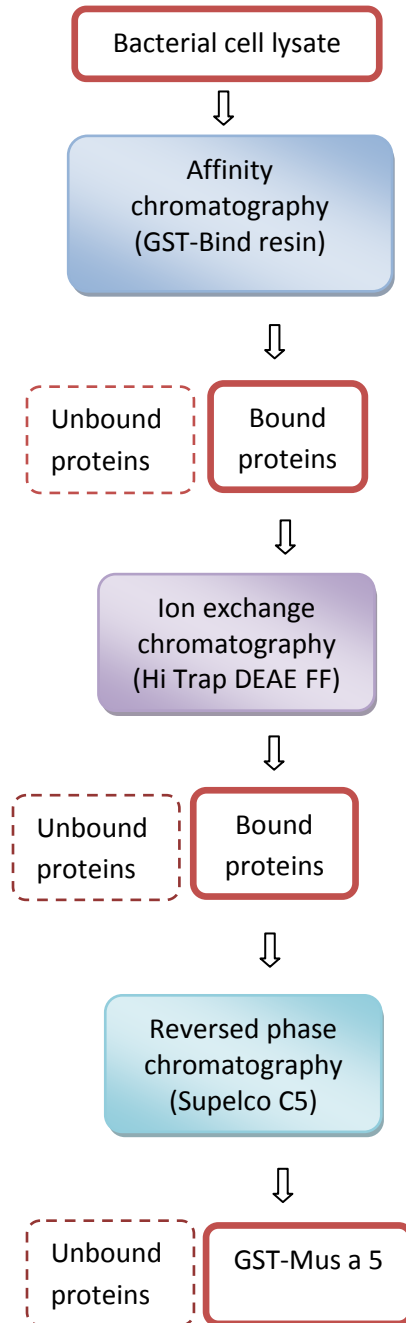 Bacterial cell lysate
Affinity
chromatography
(GST-Bind resin)
Unbound
proteins
Bound
proteins
Ion exchange
chromatography
(Hi Trap DEAE FF)
Unbound
proteins
Bound
proteins
Reversed phase
chromatography
(Supelco C5)
Unbound
proteins
GST-Mus a 5